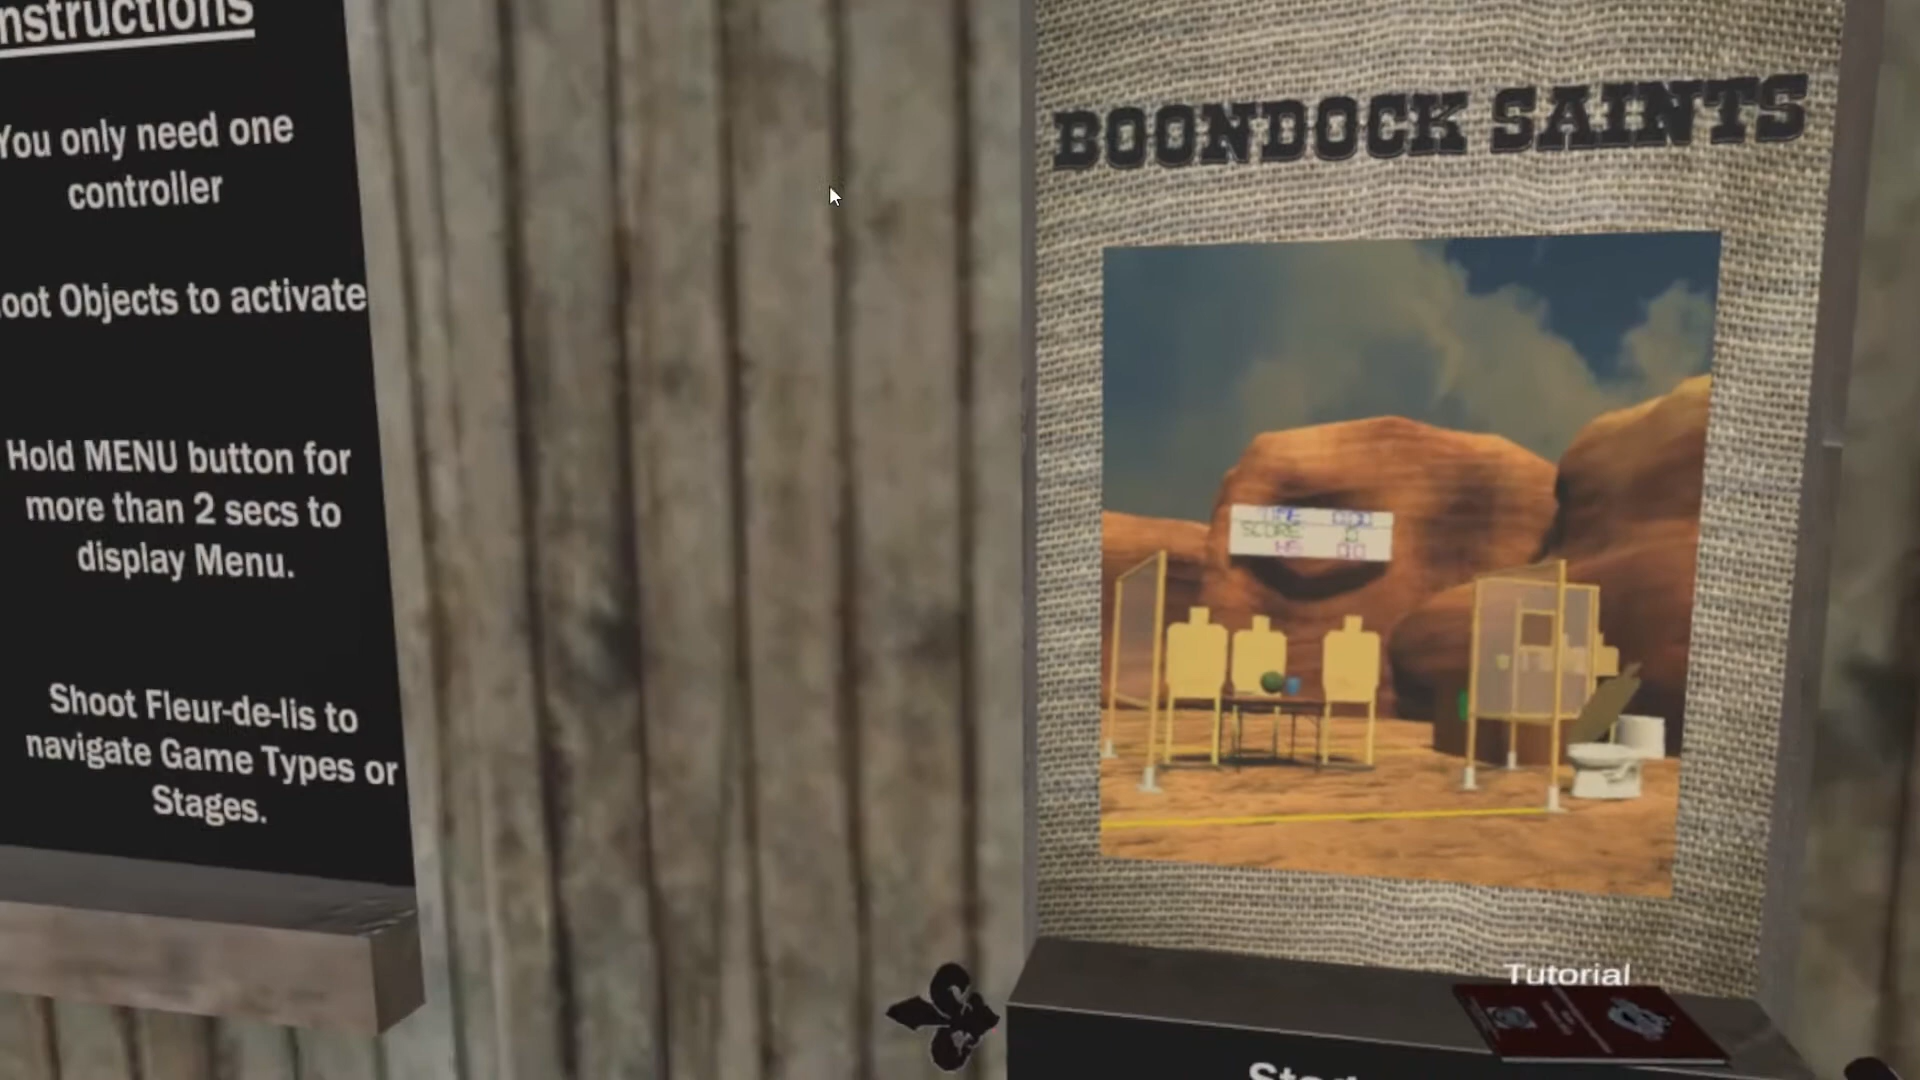 nstructions
You only need one
controller
oot Objects to activate
Hold MENU button for
more than 2 secs to
display Menu.
Shoot Fleur-de-lis to
navigate Game Types or
Stages.
BOONDOCK SAINTS
SCORE
Tutorial